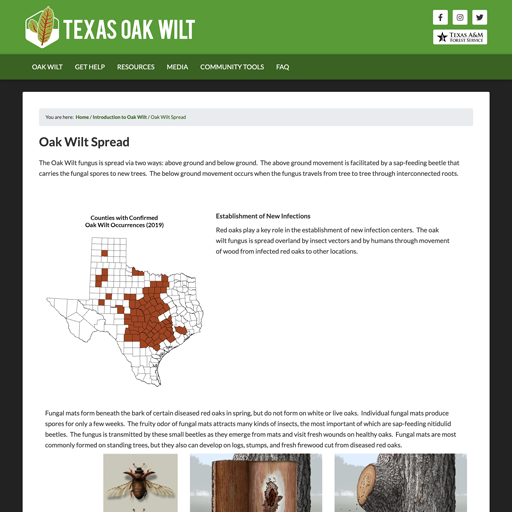 TEXAS OAK WILT
TEXAS A&M
FOREST SERVICE
OAK WILT GET HELP RESOURCES MEDIA COMMUNITY TOOLS FAQ
You are here: Home / Introduction to Oak Wilt / Oak Wilt Spread
Oak Wilt Spread
The Oak Wilt fungus is spread via two ways: above ground and below ground. The above ground movement is facilitated by a sap-feeding beetle that
carries the fungal spores to new trees. The below ground movement occurs when the fungus travels from tree to tree through interconnected roots.
Counties with Confirmed
Oak Wilt Occurrences (2019)
Establishment of New Infections
Red oaks play a key role in the establishment of new infection centers. The oak
wilt fungus is spread overland by insect vectors and by humans through movement
of wood from infected red oaks to other locations.
Fungal mats form beneath the bark of certain diseased red oaks in spring, but do not form on white or live oaks. Individual fungal mats produce
spores for only a few weeks. The fruity odor of fungal mats attracts many kinds of insects, the most important of which are sap-feeding nitidulid
beetles. The fungus is transmitted by these small beetles as they emerge from mats and visit fresh wounds on healthy oaks. Fungal mats are most
commonly formed on standing trees, but they also can develop on logs, stumps, and fresh firewood cut from diseased red oaks.